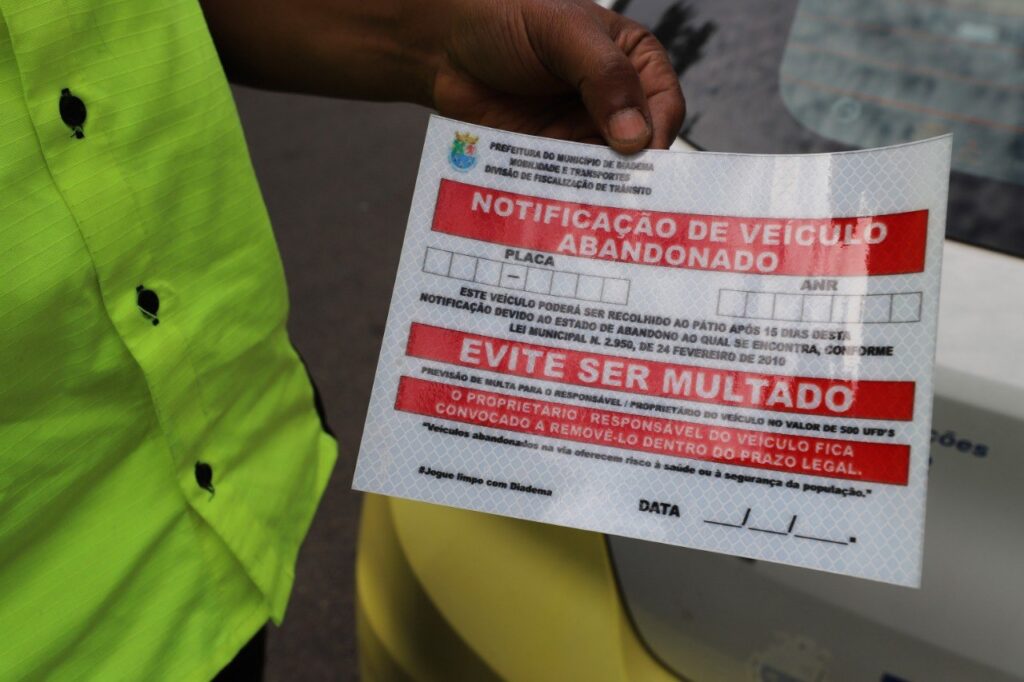 PREFEITURA DO MUNICÍPIO DE DIADEMA
MOBILIDADE E TRANSPORTES
DIVISÃO DE FISCALIZAÇÃO DE TRÂNSITO
NOTIFICAÇÃO DE VEÍCULO
ABANDONADO
PLACA
ANR
ESTE VEÍCULO PODERÁ SER RECOLHIDO AO PÁTIO APÓS 15 DIAS DESTA
NOTIFICAÇÃO DEVIDO AO ESTADO DE ABANDONO AO QUAL SE ENCONTRA, CONFORME
LEI MUNICIPAL N. 2.950, DE 24 FEVEREIRO DE 2010
EVITE SER MULTADO
PREVISÃO DE MULTA PARA O RESPONSÁVEL / PROPRIETÁRIO DO VEÍCULO NO VALOR DE 500 UFD'S
O PROPRIETÁRIO / RESPONSÁVEL DO VEÍCULO FICA
CONVOCADO A REMOVÊ-LO DENTRO DO PRAZO LEGAL.
"Veículos abandonados na via oferecem risco à saúde ou à segurança da população."
#Jogue limpo com Diadema
DATA __/__/___.